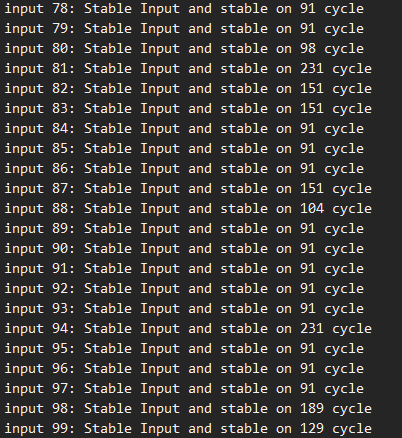 input 78: Stable Input and stable on 91 cycle
input 79: Stable Input and stable on 91 cycle
input 80: Stable Input and stable on 98 cycle
input 81: Stable Input and stable on 231 cycle
input 82: Stable Input and stable on 151 cycle
input 83: Stable Input and stable on 151 cycle
input 84: Stable Input and stable on 91 cycle
input 85: Stable Input and stable on 91 cycle
input 86: Stable Input and stable on 91 cycle
input 87: Stable Input and stable on 151 cycle
input 88: Stable Input and stable on 104 cycle
input 89: Stable Input and stable on 91 cycle
input 90: Stable Input and stable on 91 cycle
input 91: Stable Input and stable on 91 cycle
input 92: Stable Input and stable on 91 cycle
input 93: Stable Input and stable on 91 cycle
input 94: Stable Input and stable on 231 cycle
input 95: Stable Input and stable on 91 cycle
input 96: Stable Input and stable on 91 cycle
input 97: Stable Input and stable on 91 cycle
input 98: Stable Input and stable on 189 cycle
input 99: Stable Input and stable on 129 cycle